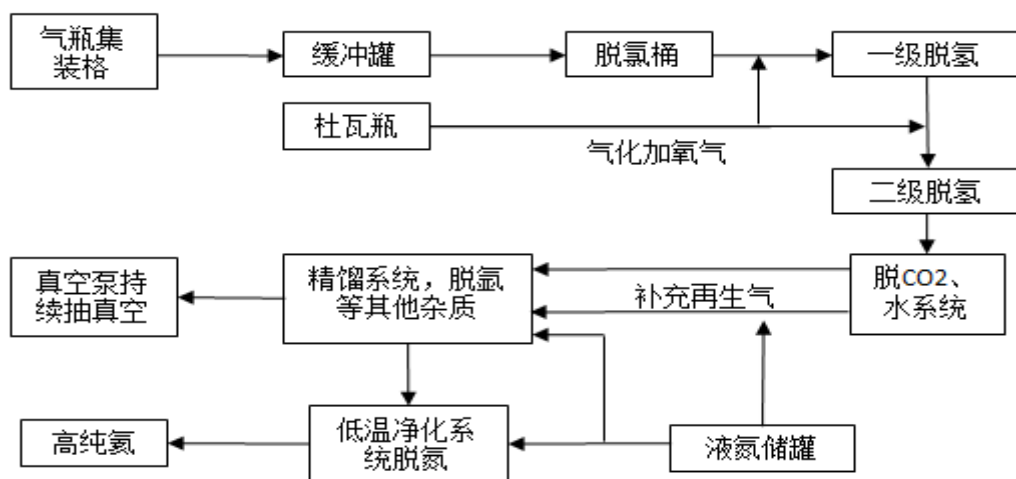 气瓶集
装格
缓冲罐
脱氯桶
一级脱氢
杜瓦瓶
气化加氧气
二级脱氢
真空泵持
续抽真空
精馏系统，脱氩
等其他杂质
补充再生气
脱CO2、
水系统
高纯氦
低温净化系
统脱氮
液氮储罐